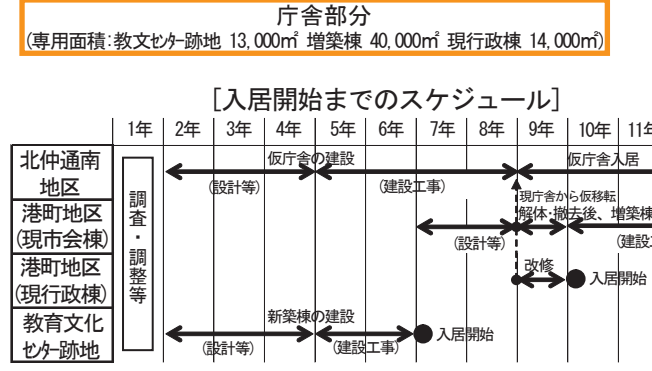 庁舎部分
(専用面積:教文センター跡地 13,000㎡ 増築棟 40,000㎡ 現行政棟 14,000㎡)
[入居開始までのスケジュール]
1年 2年 3年 4年 5年 6年 7年 8年 9年 10年 11年
北仲通南
地区
仮庁舎の建設
(設計等)
(建設工事)
仮庁舎入居
調査・調整等
港町地区
(現市会棟)
現庁舎から仮移転
解体・撤去後、増築棟
(設計等)
(建設工
港町地区
(現行政棟)
改修
入居開始
教育文化
センター跡地
新築棟の建設
(設計等)
(建設工事)
入居開始